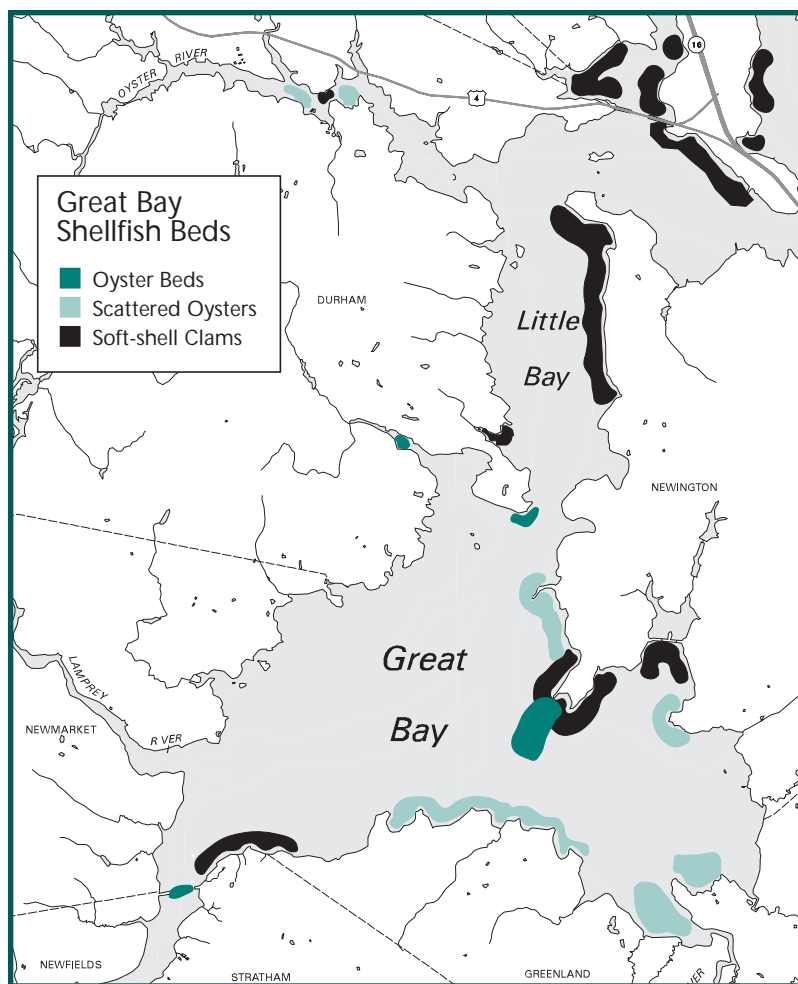 OYSTER RIVER
16
4
Great Bay
Shellfish Beds
Oyster Beds
Scattered Oysters
Soft-shell Clams
DURHAM
Little
Bay
NEWINGTON
Great
Bay
LAMPREY
R VER
NEWMARKET
NEWFIELDS
STRATHAM
GREENLAND
VER